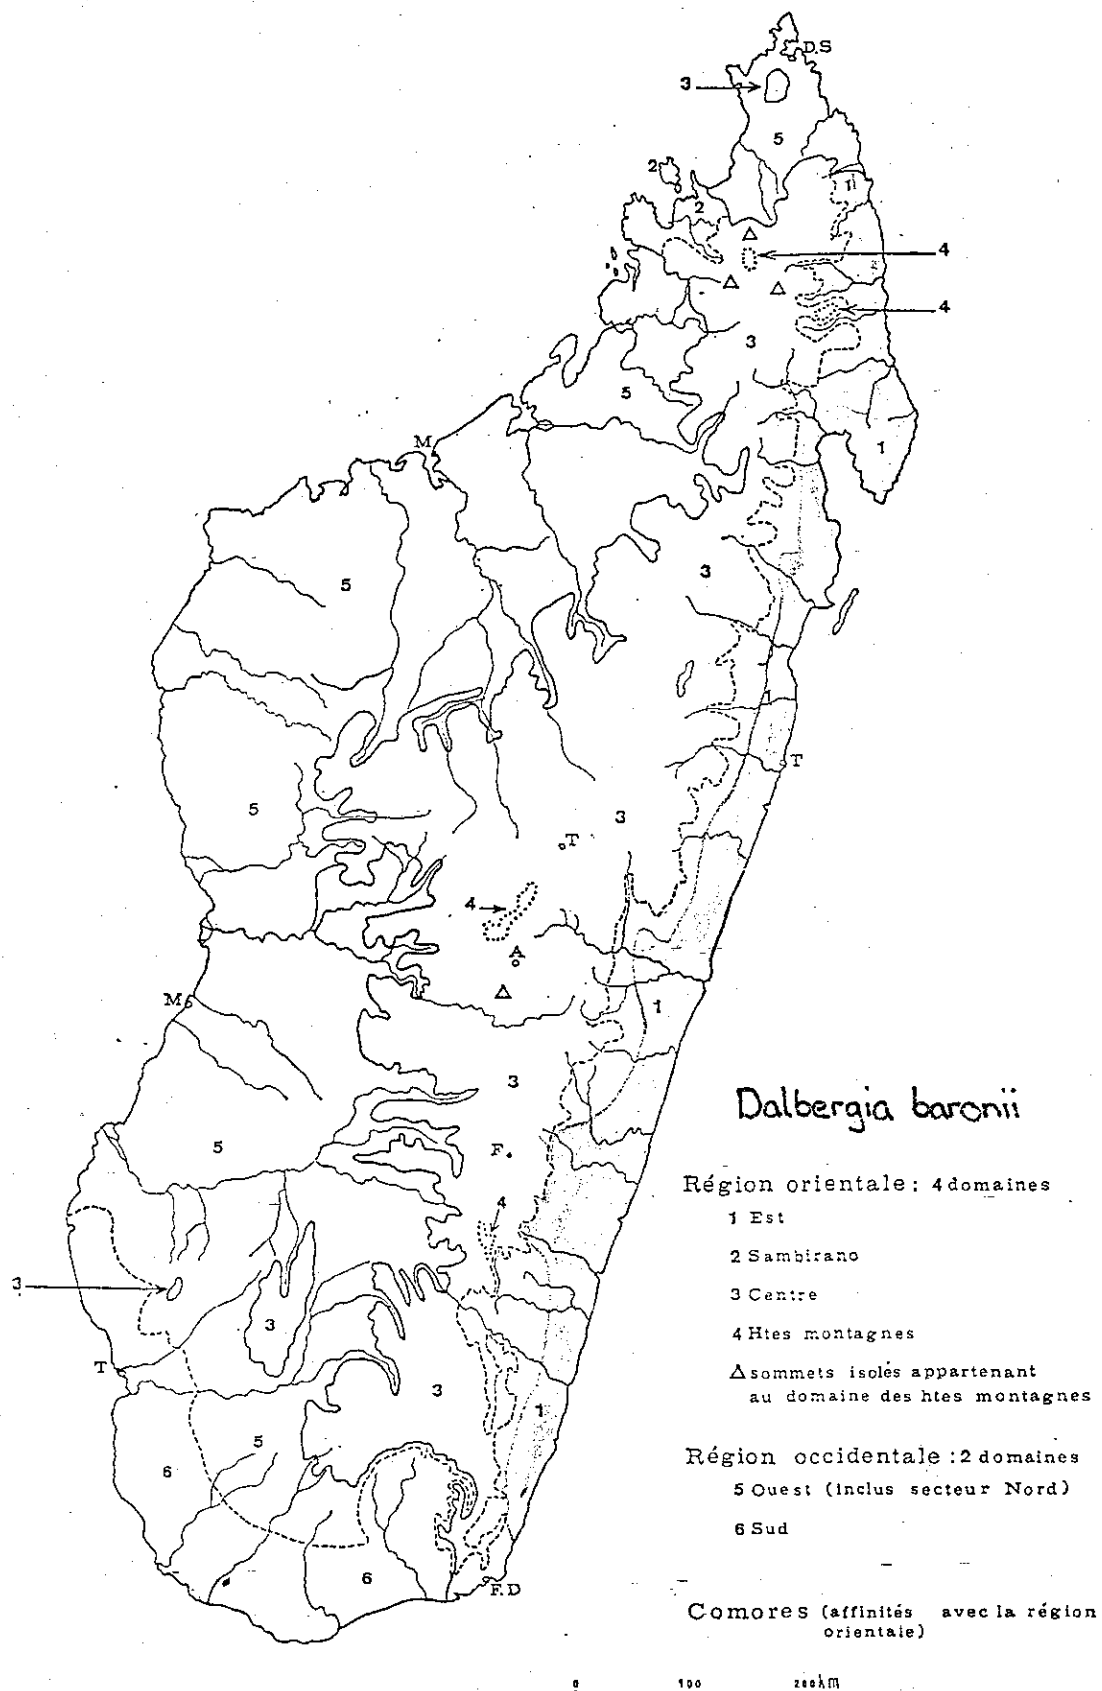 D.S
3
5
2
1
2
4
4
3
5
1
M
5
3
1
5
T
3
T
4
A
M
1
3
5
F
4
3
3
T
3
1
5
6
6
F.D
Dalbergia baronii
Région orientale : 4 domaines
1 Est
2 Sambirano
3 Centre
4 Htes montagnes
△ sommets isolés appartenant
au domaine des htes montagnes
Région occidentale : 2 domaines
5 Ouest (inclus secteur Nord)
6 Sud
Comores (affinités avec la région
orientale)
0 100 200km